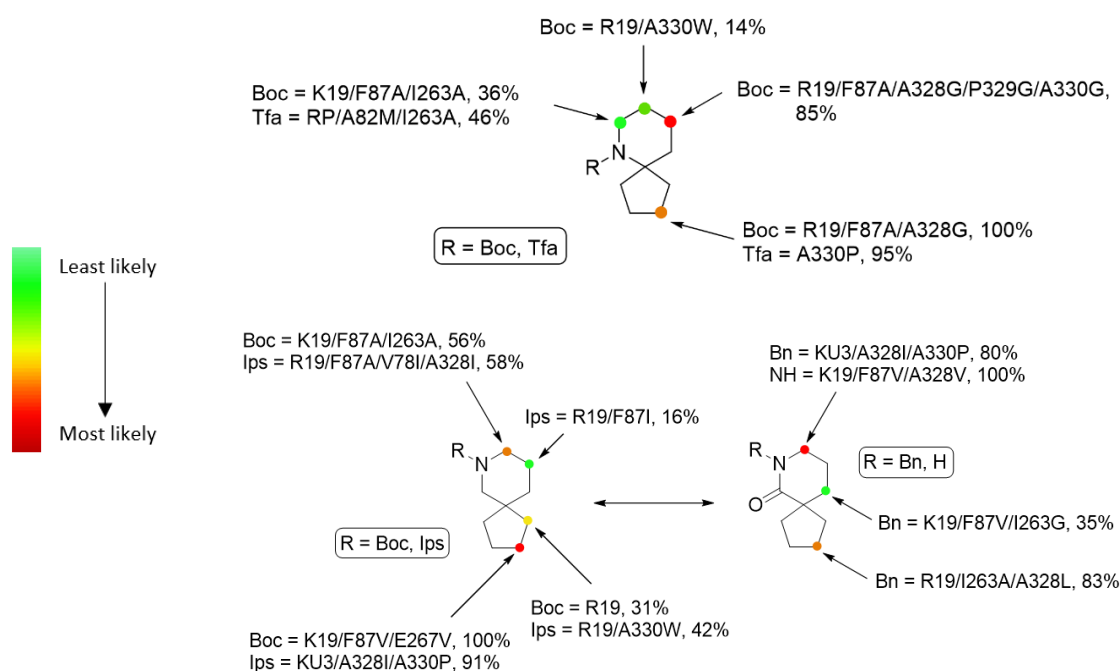 Boc = R19/A330W, 14%
Boc = K19/F87A/I263A, 36%
Tfa = RP/A82M/I263A, 46%
Boc = R19/F87A/A328G/P329G/A330G,
85%
N
R
Boc = R19/F87A/A328G, 100%
Tfa = A330P, 95%
R = Boc, Tfa
Least likely
Most likely
Boc = K19/F87A/I263A, 56%
Ips = R19/F87A/V78I/A328I, 58%
Ips = R19/F87I, 16%
R
N
R = Boc, Ips
Boc = R19, 31%
Ips = R19/A330W, 42%
Boc = K19/F87V/E267V, 100%
Ips = KU3/A328I/A330P, 91%
Bn = KU3/A328I/A330P, 80%
NH = K19/F87V/A328V, 100%
R
N
O
R = Bn, H
Bn = K19/F87V/I263G, 35%
Bn = R19/I263A/A328L, 83%